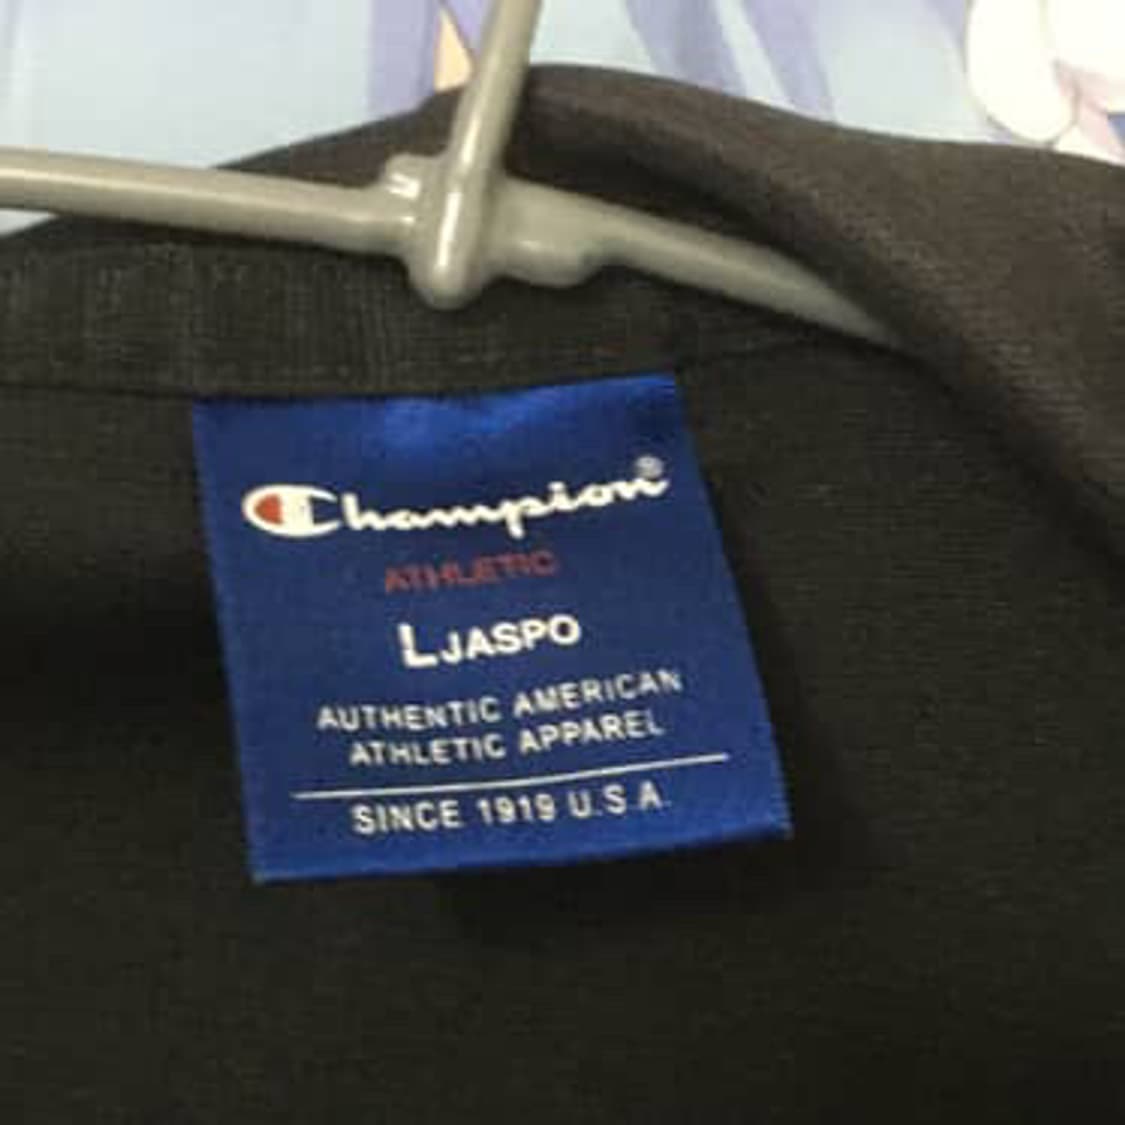 Champion®
ATHLETIC
LJASPO
AUTHENTIC AMERICAN
ATHLETIC APPAREL
SINCE 1919 U.S.A.